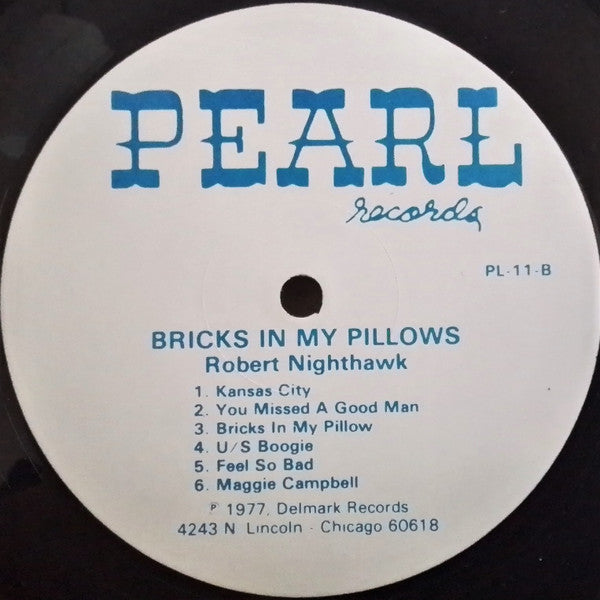 PEARL
records
PL-11-B
BRICKS IN MY PILLOWS
Robert Nighthawk
1. Kansas City
2. You Missed A Good Man
3. Bricks In My Pillow
4. U/S Boogie
5. Feel So Bad
6. Maggie Campbell
℗ 1977, Delmark Records
4243 N Lincoln - Chicago 60618